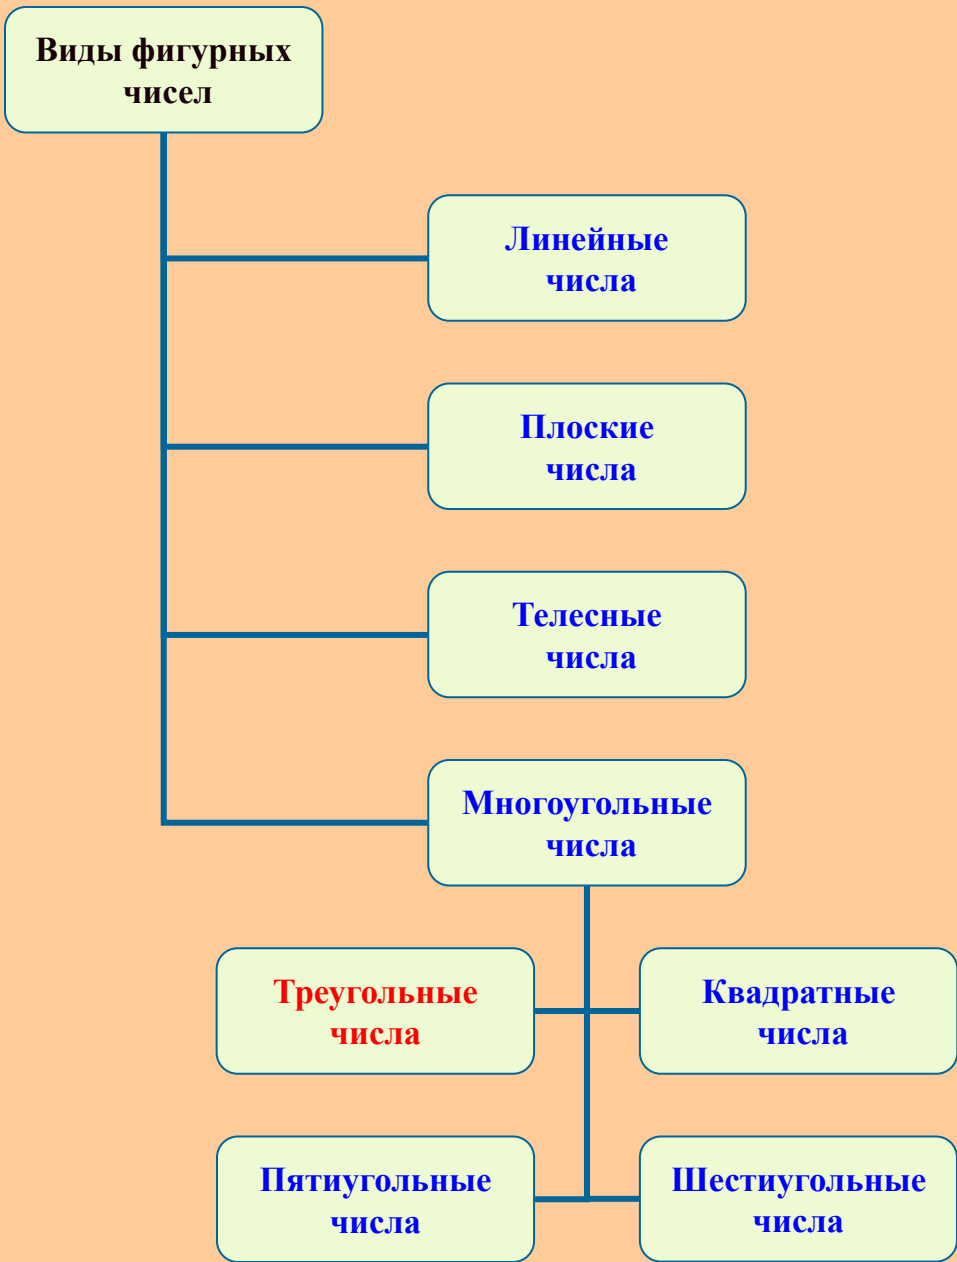 Виды фигурных
чисел
Линейные
числа
Плоские
числа
Телесные
числа
Многоугольные
числа
Треугольные
числа
Квадратные
числа
Пятиугольные
числа
Шестиугольные
числа